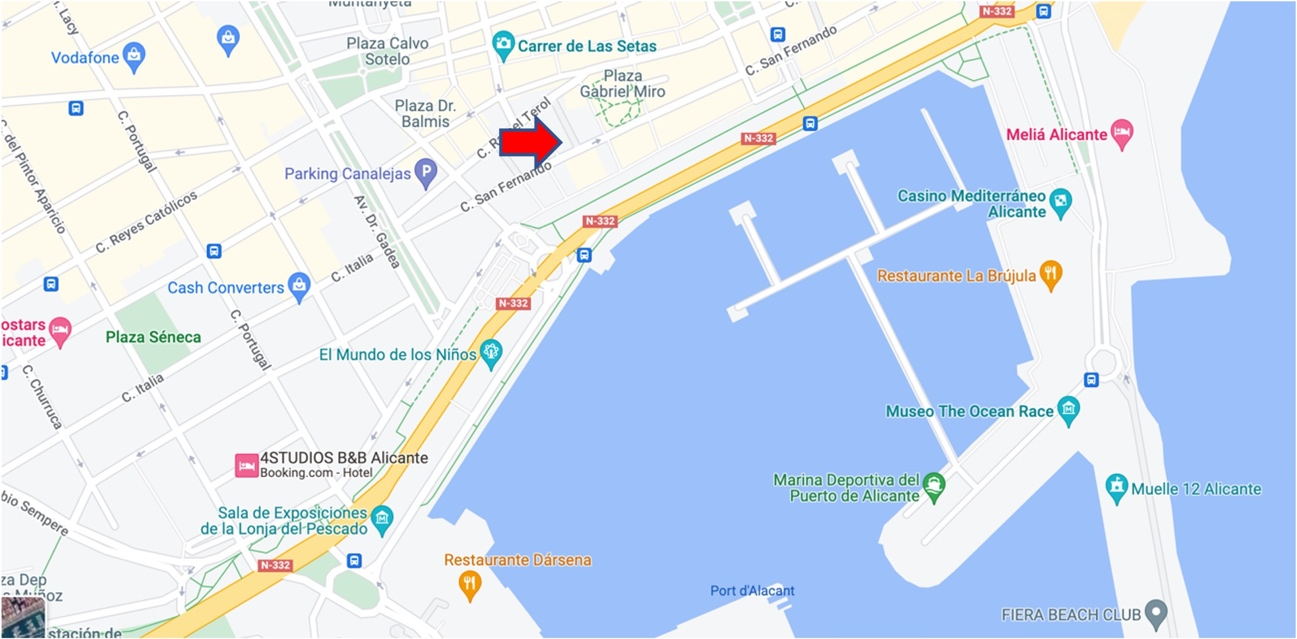 Muntanyeta
. Lacy
Vodafone
Plaza Calvo
Sotelo
Carrer de Las Setas
C. San Fernando
N-332
Plaza
Gabriel Miro
Plaza Dr.
Balmis
C. Portugal
N-332
Meliá Alicante
C. del Pintor Aparicio
Parking Canalejas
C. San Fernando
Casino Mediterráneo
Alicante
C. Reyes Católicos
Av. Dr. Gadea
N-332
C. Italia
Restaurante La Brújula
Cash Converters
N-332
ostars
icante
Plaza Séneca
C. Portugal
El Mundo de los Niños
C. Italia
C. Churruca
Museo The Ocean Race
4STUDIOS B&B Alicante
Booking.com - Hotel
Marina Deportiva del
Puerto de Alicante
Muelle 12 Alicante
bio Sempere
Sala de Exposiciones
de la Lonja del Pescado
N-332
Restaurante Dársena
Port d'Alacant
FIERA BEACH CLUB
za Dep
Muñoz
stación de